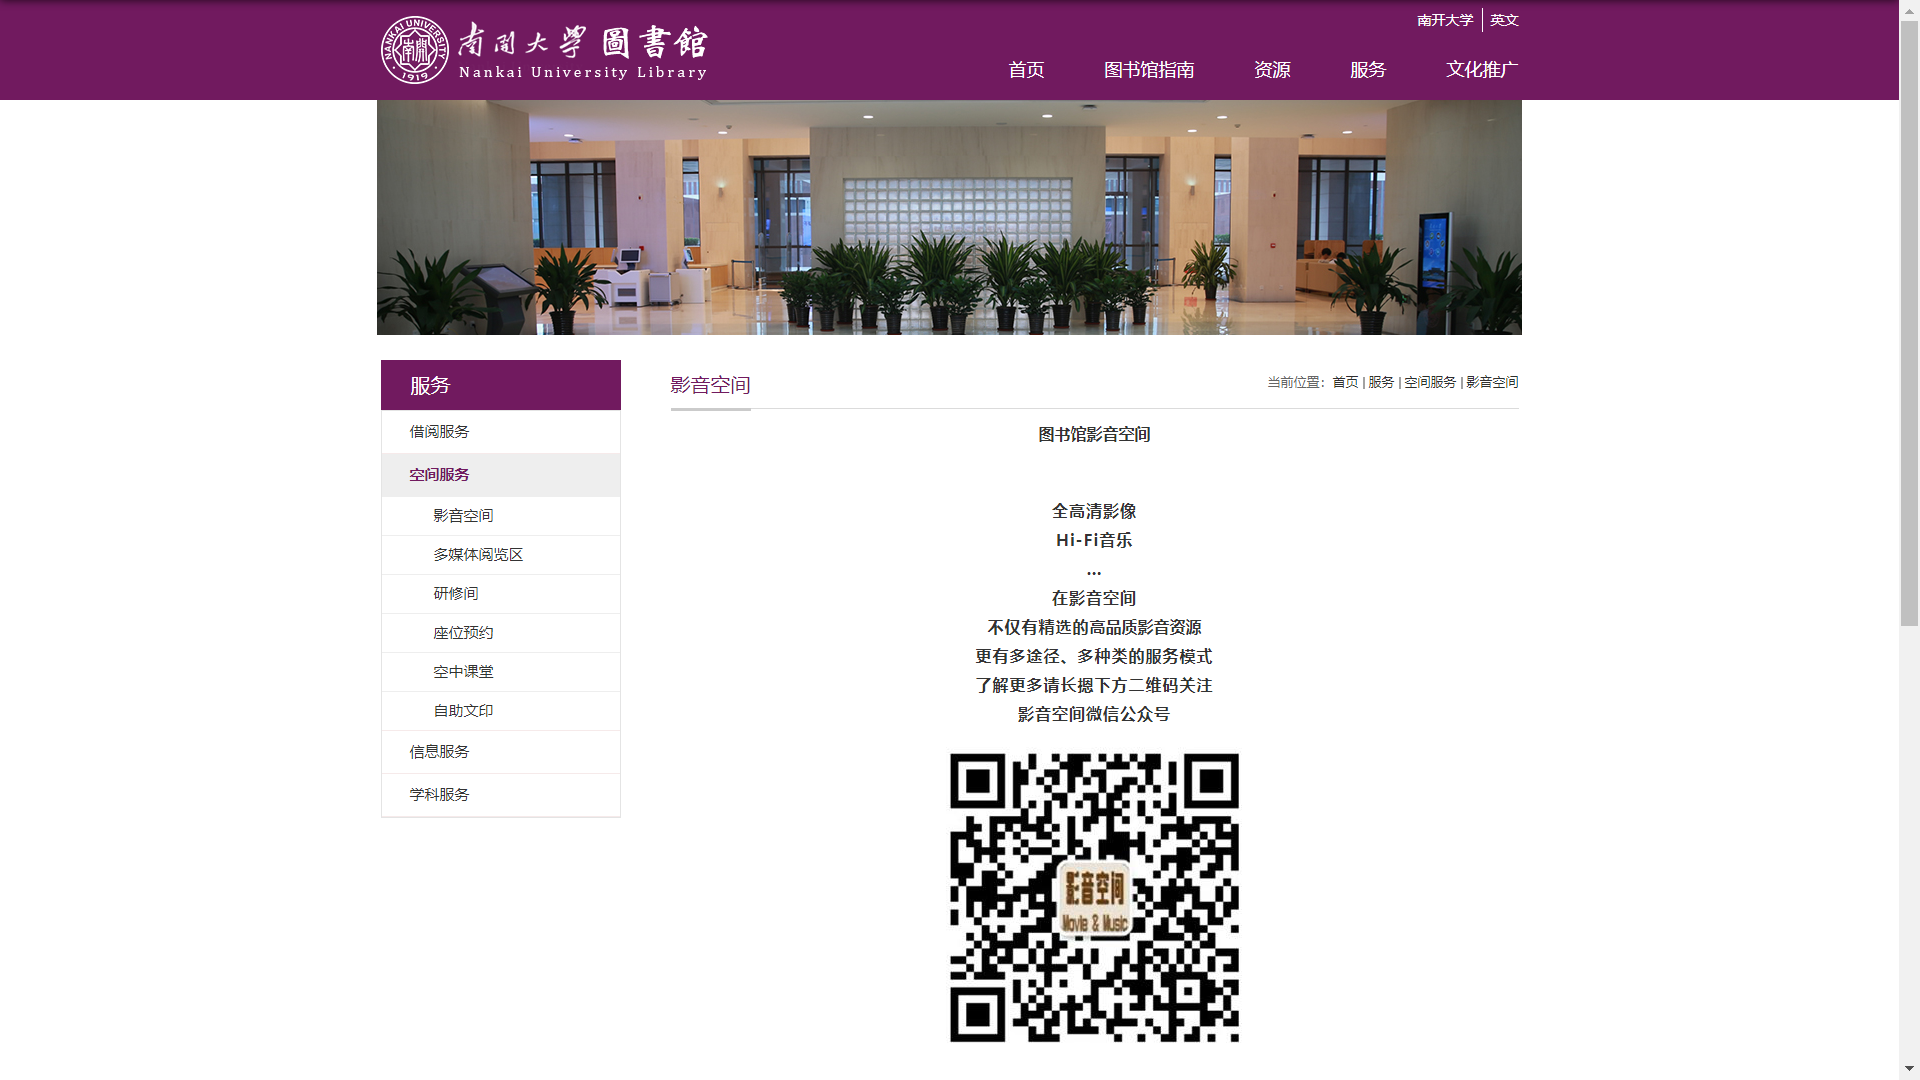 南开大学 英文
NANKAI UNIVERSITY
1919
南開大學 圖書館
Nankai University Library
首页 图书馆指南 资源 服务 文化推广
服务
借阅服务
空间服务
影音空间
多媒体阅览区
研修间
座位预约
空中课堂
自助文印
信息服务
学科服务
影音空间
当前位置： 首页 | 服务 | 空间服务 | 影音空间
图书馆影音空间
全高清影像
Hi-Fi音乐
...
在影音空间
不仅有精选的高品质影音资源
更有多途径、多种类的服务模式
了解更多请长摁下方二维码关注
影音空间微信公众号
影音空间
Movie & Music